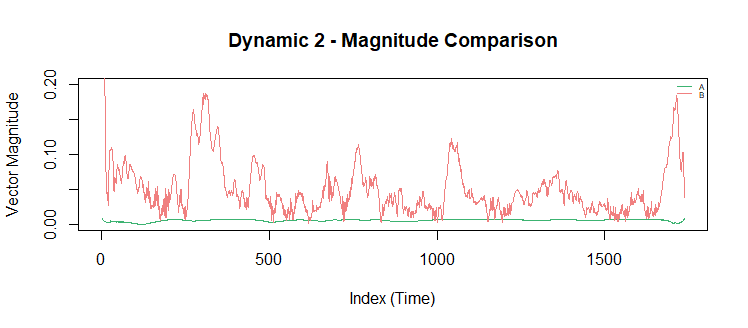 Dynamic 2 - Magnitude Comparison
Vector Magnitude
0.20
0.10
0.00
A
B
0
500
1000
1500
Index (Time)